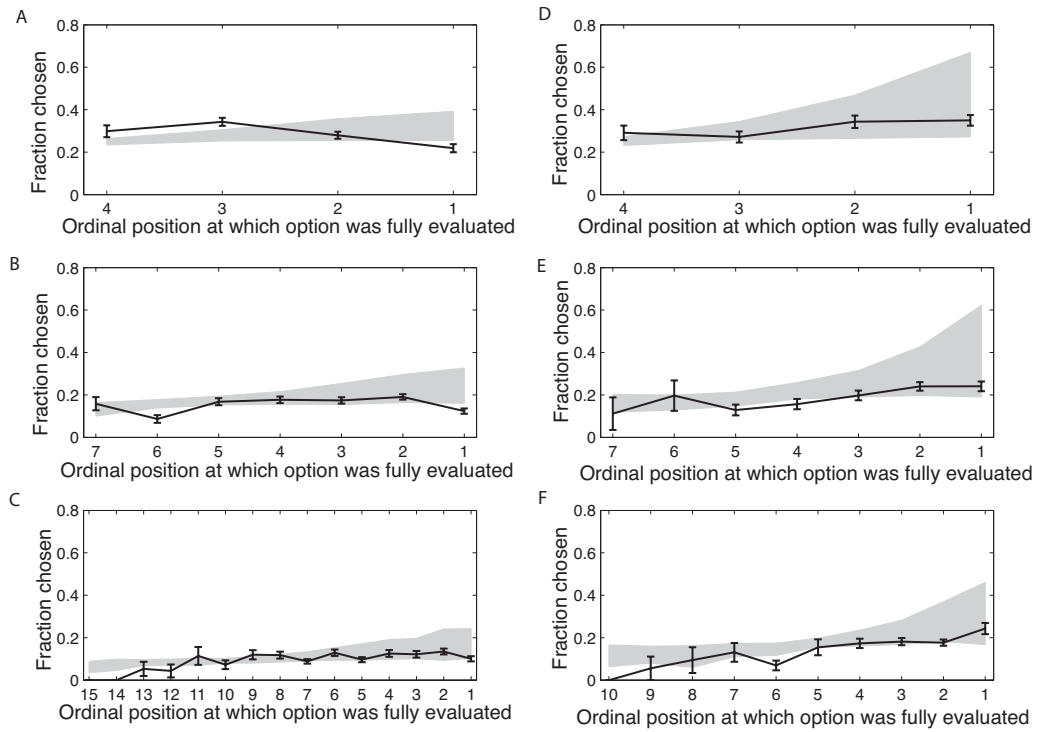 A
Fraction chosen
0.8
0.6
0.4
0.2
0
4 3 2 1
Ordinal position at which option was fully evaluated
B
Fraction chosen
0.8
0.6
0.4
0.2
0
7 6 5 4 3 2 1
Ordinal position at which option was fully evaluated
C
Fraction chosen
0.8
0.6
0.4
0.2
0
15 14 13 12 11 10 9 8 7 6 5 4 3 2 1
Ordinal position at which option was fully evaluated
D
Fraction chosen
0.8
0.6
0.4
0.2
0
4 3 2 1
Ordinal position at which option was fully evaluated
E
Fraction chosen
0.8
0.6
0.4
0.2
0
7 6 5 4 3 2 1
Ordinal position at which option was fully evaluated
F
Fraction chosen
0.8
0.6
0.4
0.2
0
10 9 8 7 6 5 4 3 2 1
Ordinal position at which option was fully evaluated